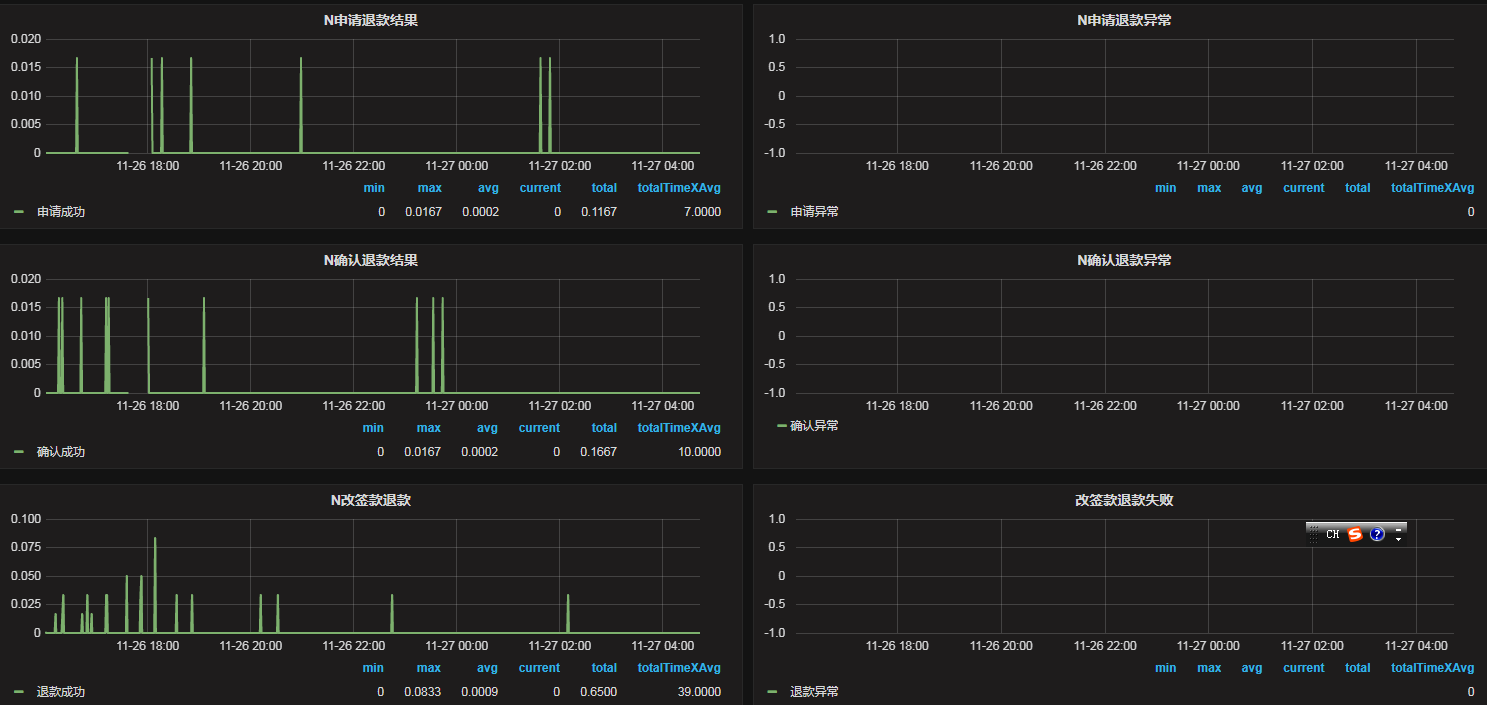 N申请退款结果
0.020
0.015
0.010
0.005
0
11-26 18:00 11-26 20:00 11-26 22:00 11-27 00:00 11-27 02:00 11-27 04:00
min max avg current total totalTimeXAvg
申请成功 0 0.0167 0.0002 0 0.1167 7.0000
N申请退款异常
1.0
0.5
0
-0.5
-1.0
11-26 18:00 11-26 20:00 11-26 22:00 11-27 00:00 11-27 02:00 11-27 04:00
min max avg current total totalTimeXAvg
申请异常 0
N确认退款结果
0.020
0.015
0.010
0.005
0
11-26 18:00 11-26 20:00 11-26 22:00 11-27 00:00 11-27 02:00 11-27 04:00
min max avg current total totalTimeXAvg
确认成功 0 0.0167 0.0002 0 0.1667 10.0000
N确认退款异常
1.0
0.5
0
-0.5
-1.0
11-26 18:00 11-26 20:00 11-26 22:00 11-27 00:00 11-27 02:00 11-27 04:00
确认异常
N改签款退款
0.100
0.075
0.050
0.025
0
11-26 18:00 11-26 20:00 11-26 22:00 11-27 00:00 11-27 02:00 11-27 04:00
min max avg current total totalTimeXAvg
退款成功 0 0.0833 0.0009 0 0.6500 39.0000
改签款退款失败
1.0
CH S ?
0.5
0
-0.5
-1.0
11-26 18:00 11-26 20:00 11-26 22:00 11-27 00:00 11-27 02:00 11-27 04:00
min max avg current total totalTimeXAvg
退款异常 0